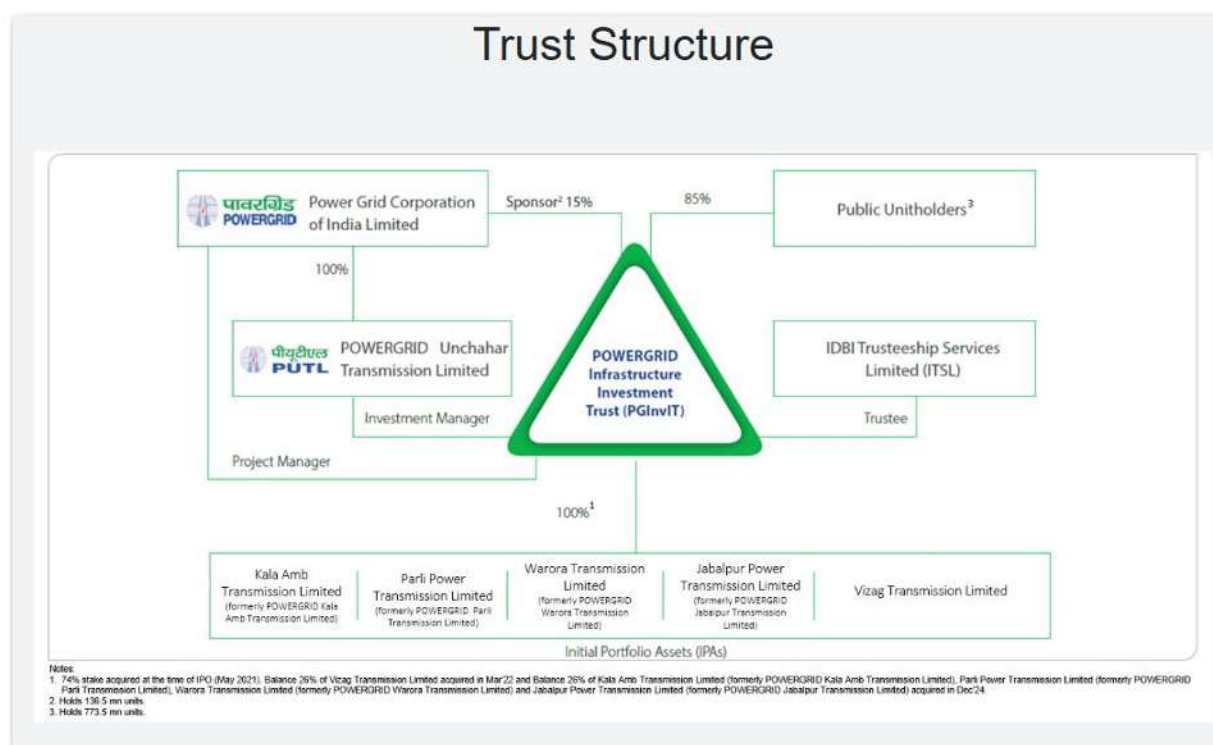 Trust Structure
पावरग्रिड
POWERGRID
Power Grid Corporation
of India Limited
Sponsor² 15%
85%
Public Unitholders³
100%
पीयूटीएल
PUTL
POWERGRID Unchahar
Transmission Limited
POWERGRID
Infrastructure
Investment
Trust (PGInvIT)
IDBI Trusteeship Services
Limited (ITSL)
Investment Manager
Trustee
Project Manager
100%¹
Kala Amb
Transmission Limited
(formerly POWERGRID Kala
Amb Transmission Limited)
Parli Power
Transmission Limited
(formerly POWERGRID Parli
Transmission Limited)
Warora Transmission
Limited
(formerly POWERGRID
Warora Transmission
Limited)
Jabalpur Power
Transmission Limited
(formerly POWERGRID
Jabalpur Transmission
Limited)
Vizag Transmission Limited
Initial Portfolio Assets (IPAs)
Notes:
1. 74% stake acquired at the time of IPO (May 2021). Balance 26% of Vizag Transmission Limited acquired in Mar'22 and Balance 26% of Kala Amb Transmission Limited (formerly POWERGRID Kala Amb Transmission Limited), Parli Power Transmission Limited (formerly POWERGRID
Parli Transmission Limited), Warora Transmission Limited (formerly POWERGRID Warora Transmission Limited) and Jabalpur Power Transmission Limited (formerly POWERGRID Jabalpur Transmission Limited) acquired in Dec'24.
2. Holds 136.5 mn units.
3. Holds 773.5 mn units.